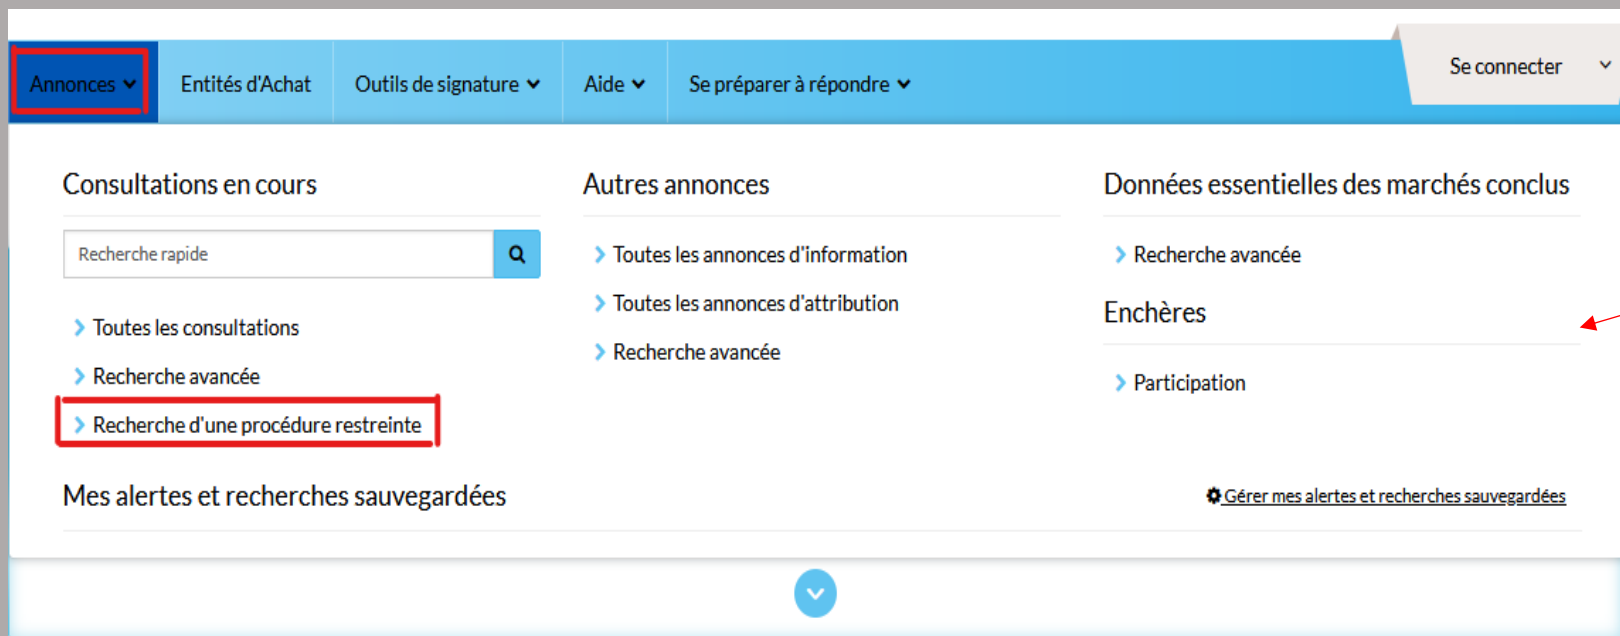 Se connecter
Annonces
Entités d'Achat
Outils de signature
Aide
Se préparer à répondre
Consultations en cours
Recherche rapide
Toutes les consultations
Recherche avancée
Recherche d'une procédure restreinte
Autres annonces
Toutes les annonces d'information
Toutes les annonces d'attribution
Recherche avancée
Données essentielles des marchés conclus
Recherche avancée
Enchères
Participation
Mes alertes et recherches sauvegardées
Gérer mes alertes et recherches sauvegardées